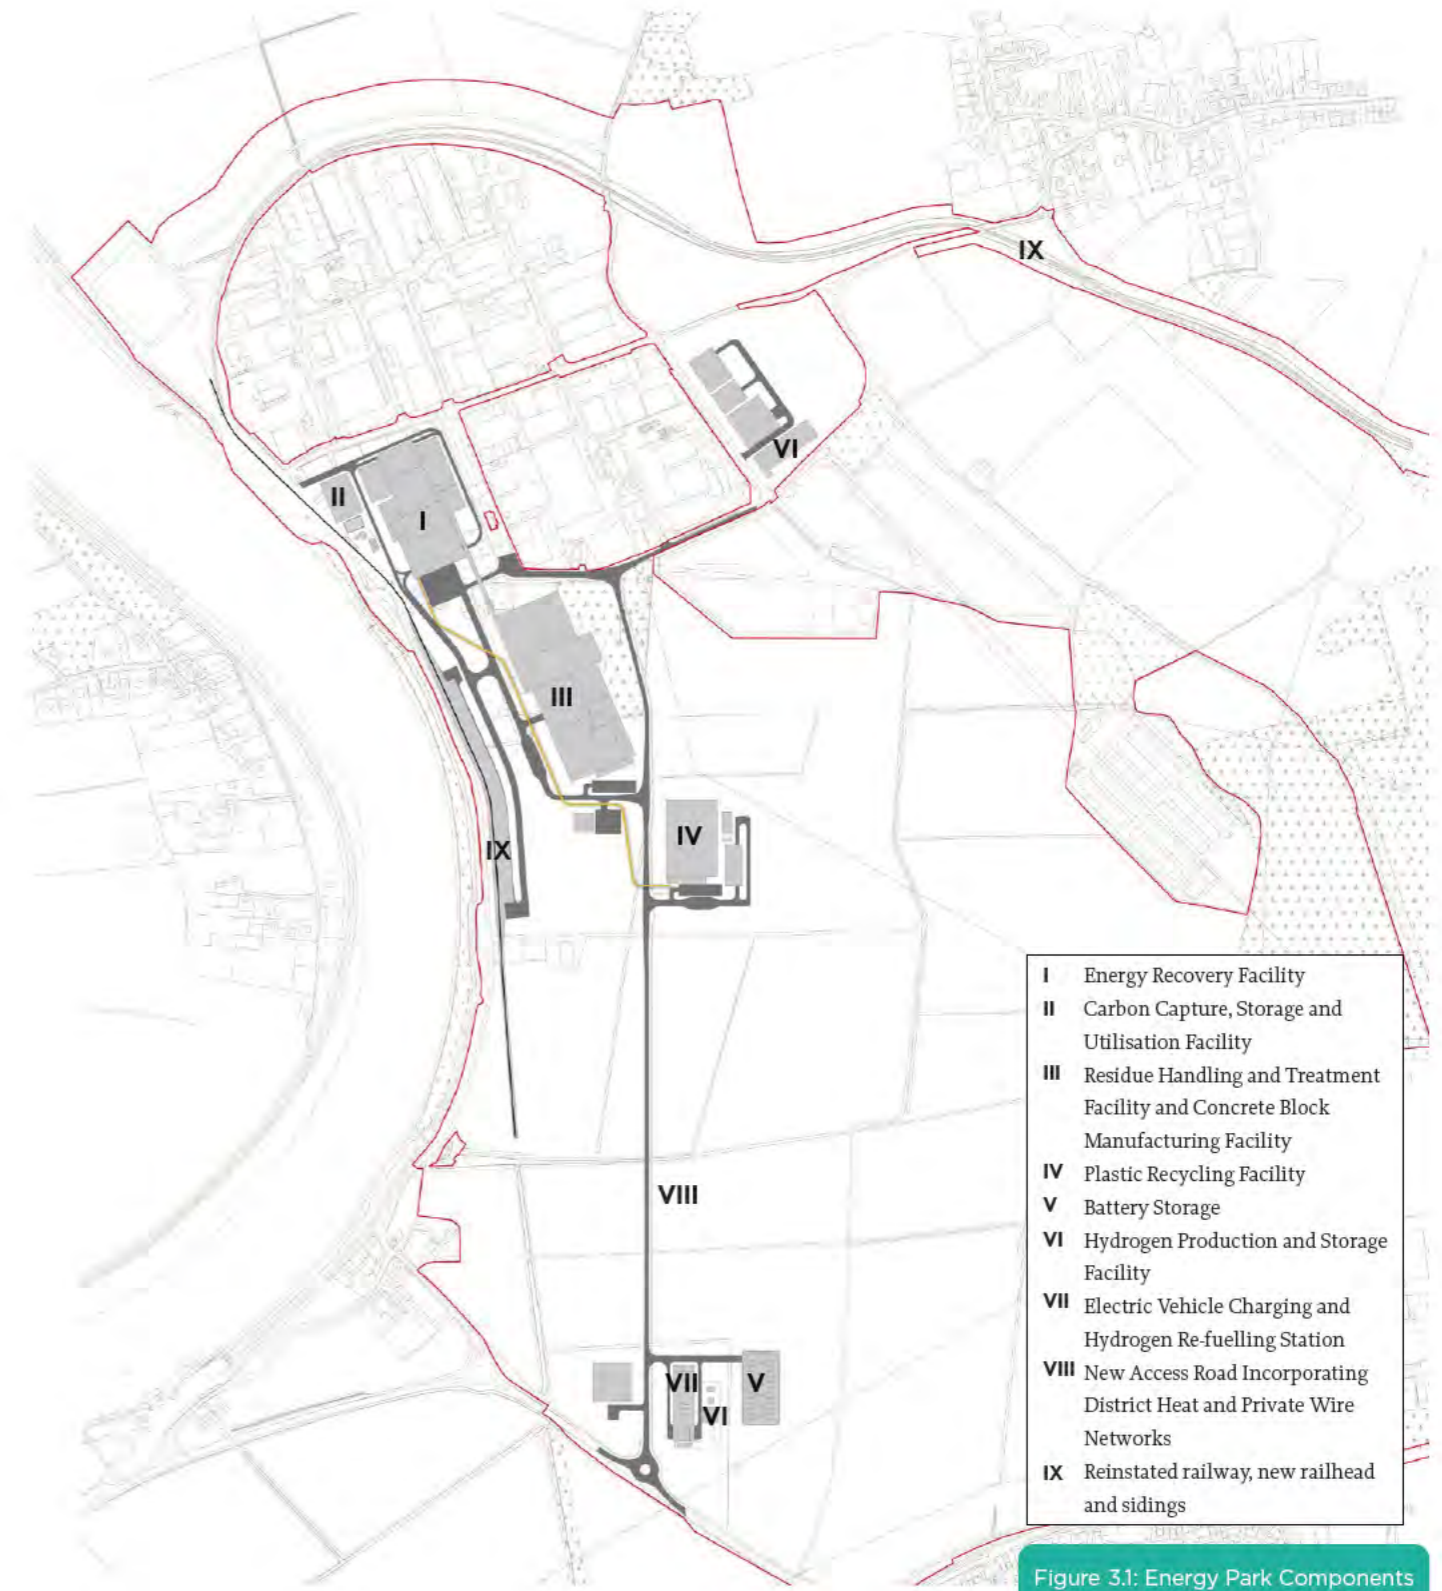 IX
VI
II
I
III
IV
IX
VIII
VII
V
VI
I Energy Recovery Facility
II Carbon Capture, Storage and
Utilisation Facility
III Residue Handling and Treatment
Facility and Concrete Block
Manufacturing Facility
IV Plastic Recycling Facility
V Battery Storage
VI Hydrogen Production and Storage
Facility
VII Electric Vehicle Charging and
Hydrogen Re-fuelling Station
VIII New Access Road Incorporating
District Heat and Private Wire
Networks
IX Reinstated railway, new railhead
and sidings
Figure 3.1: Energy Park Components